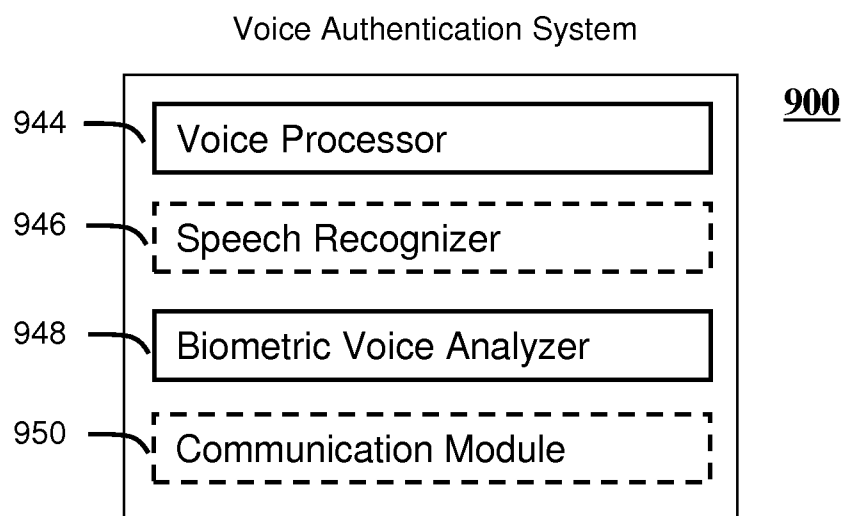 Voice Authentication System
900
944 Voice Processor
946 Speech Recognizer
948 Biometric Voice Analyzer
950 Communication Module